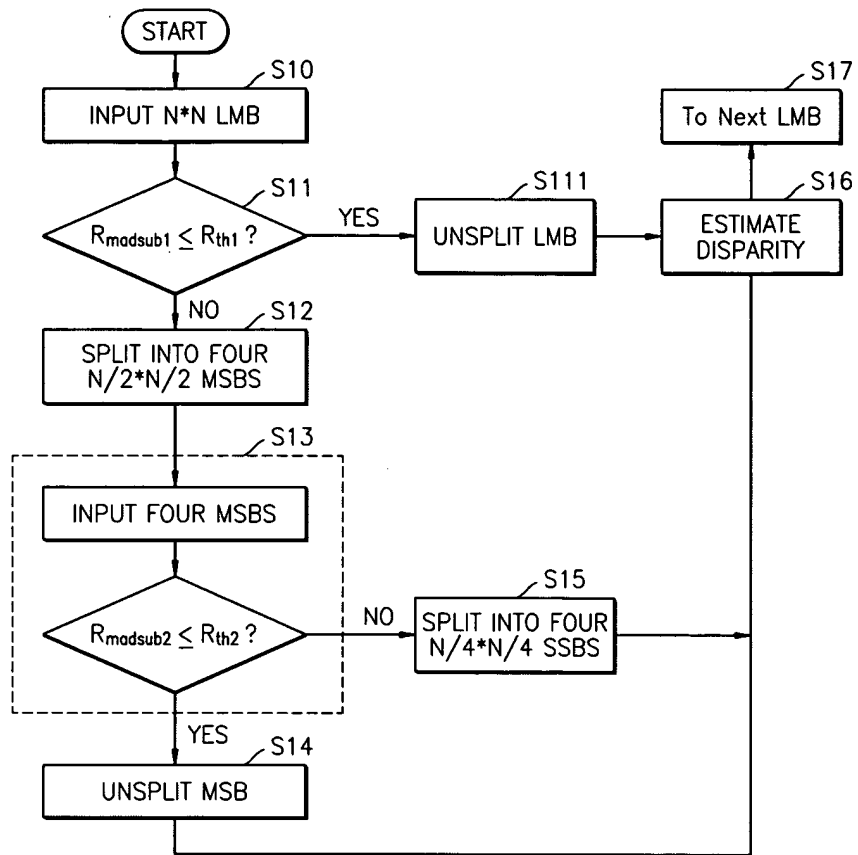 START
S10
INPUT N*N LMB
S11
R_madsub1 ≤ R_th1 ?
YES
NO
S111
UNSPLIT LMB
S17
To Next LMB
S16
ESTIMATE
DISPARITY
S12
SPLIT INTO FOUR
N/2*N/2 MSBS
S13
INPUT FOUR MSBS
R_madsub2 ≤ R_th2 ?
NO
YES
S15
SPLIT INTO FOUR
N/4*N/4 SSBS
S14
UNSPLIT MSB